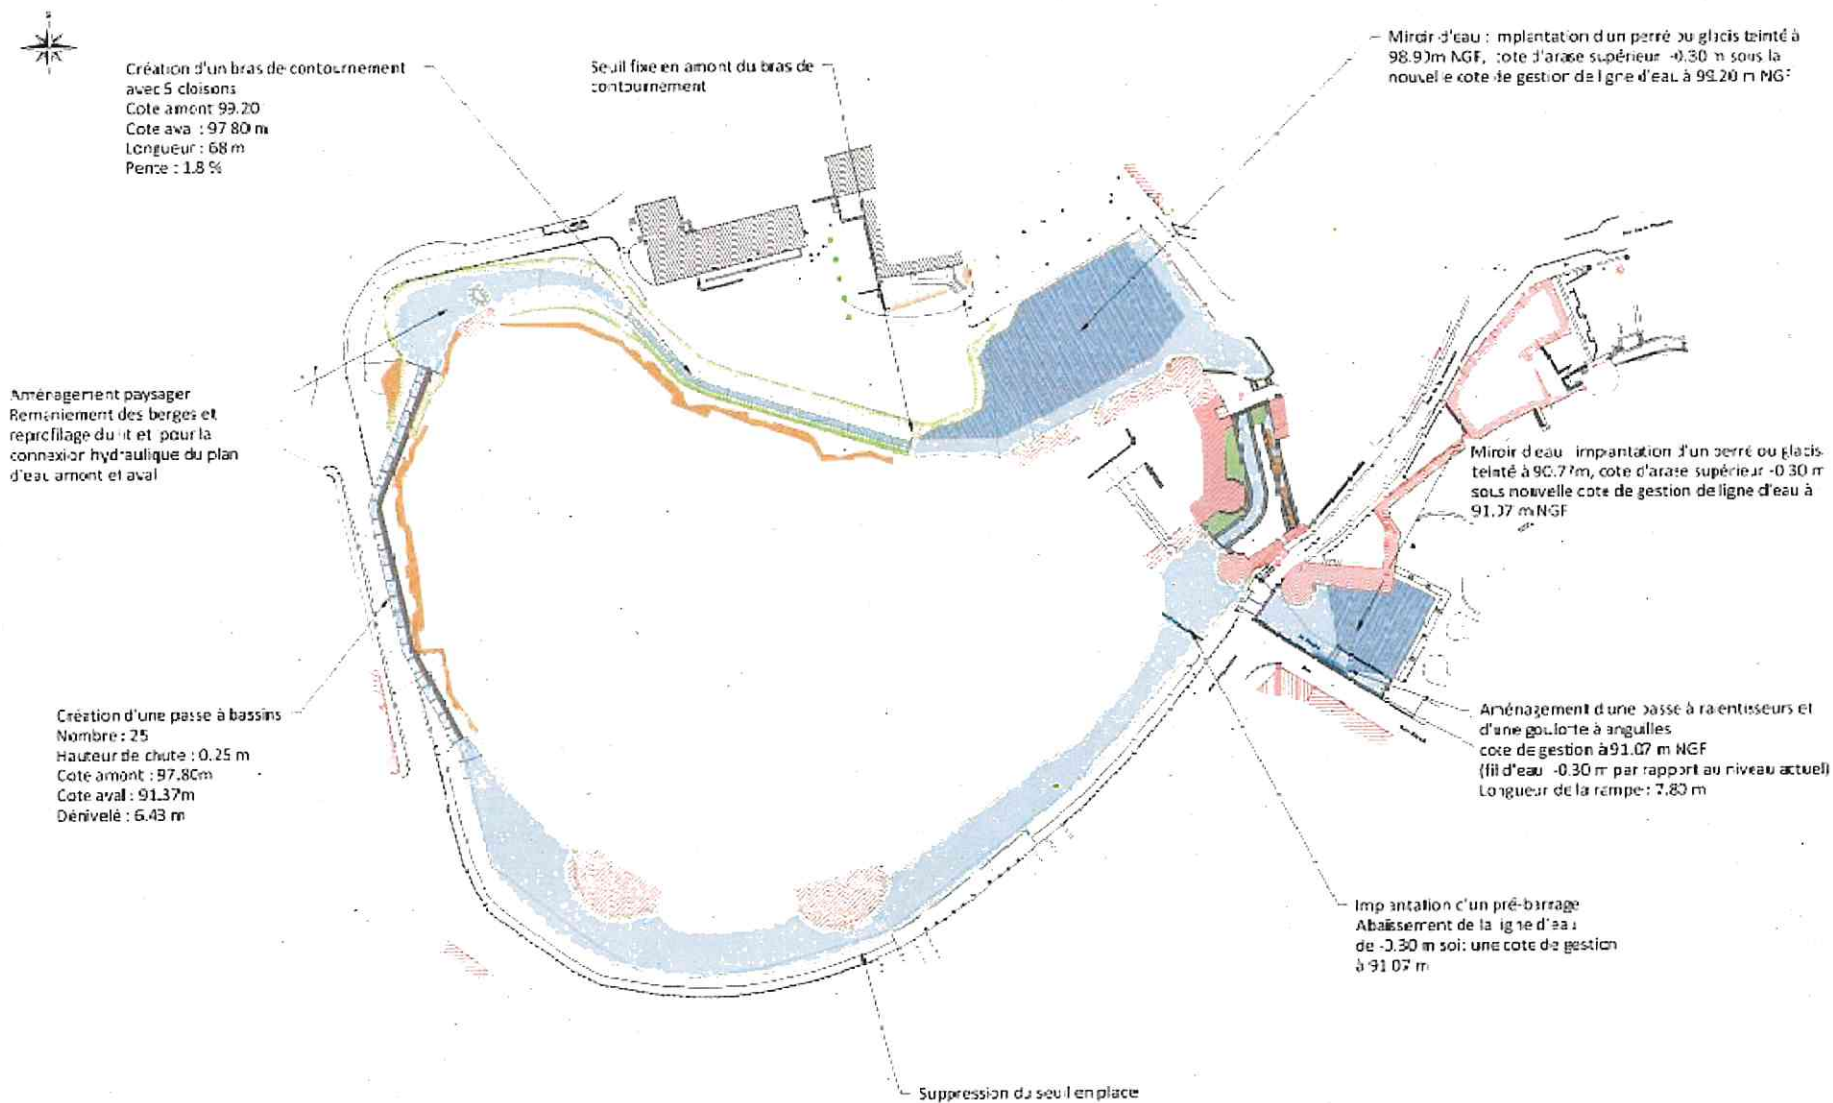 Création d'un bras de contournement
avec 5 cloisons
Cote amont 99.20
Cote aval : 97.80 m
Longueur : 68 m
Pente : 1.8 %
Seuil fixe en amont du bras de
contournement
Miroir d'eau : implantation d'un perré ou glacis teinté à
98.90m NGF, cote d'arase supérieur -0.30 m sous la
nouvelle cote de gestion de ligne d'eau à 99.20 m NGF
Aménagement paysager
Remaniement des berges et
reprofilage du lit et pour la
connexion hydraulique du plan
d'eau amont et aval
Miroir d'eau implantation d'un perré ou glacis
teinté à 90.77m, cote d'arase supérieur -0.30 m
sous nouvelle cote de gestion de ligne d'eau à
91.07 m NGF
Création d'une passe à bassins
Nombre : 25
Hauteur de chute : 0.25 m
Cote amont : 97.80m
Cote aval : 91.37m
Dénivelé : 6.43 m
Aménagement d'une passe à ralentisseurs et
d'une goulotte à anguilles
cote de gestion à 91.07 m NGF
(fil d'eau -0.30 m par rapport au niveau actuel)
Longueur de la rampe : 7.80 m
Implantation d'un pré-barrage
Abaissement de la ligne d'eau
de -0.30 m soit une cote de gestion
à 91.07 m
Suppression du seuil en place